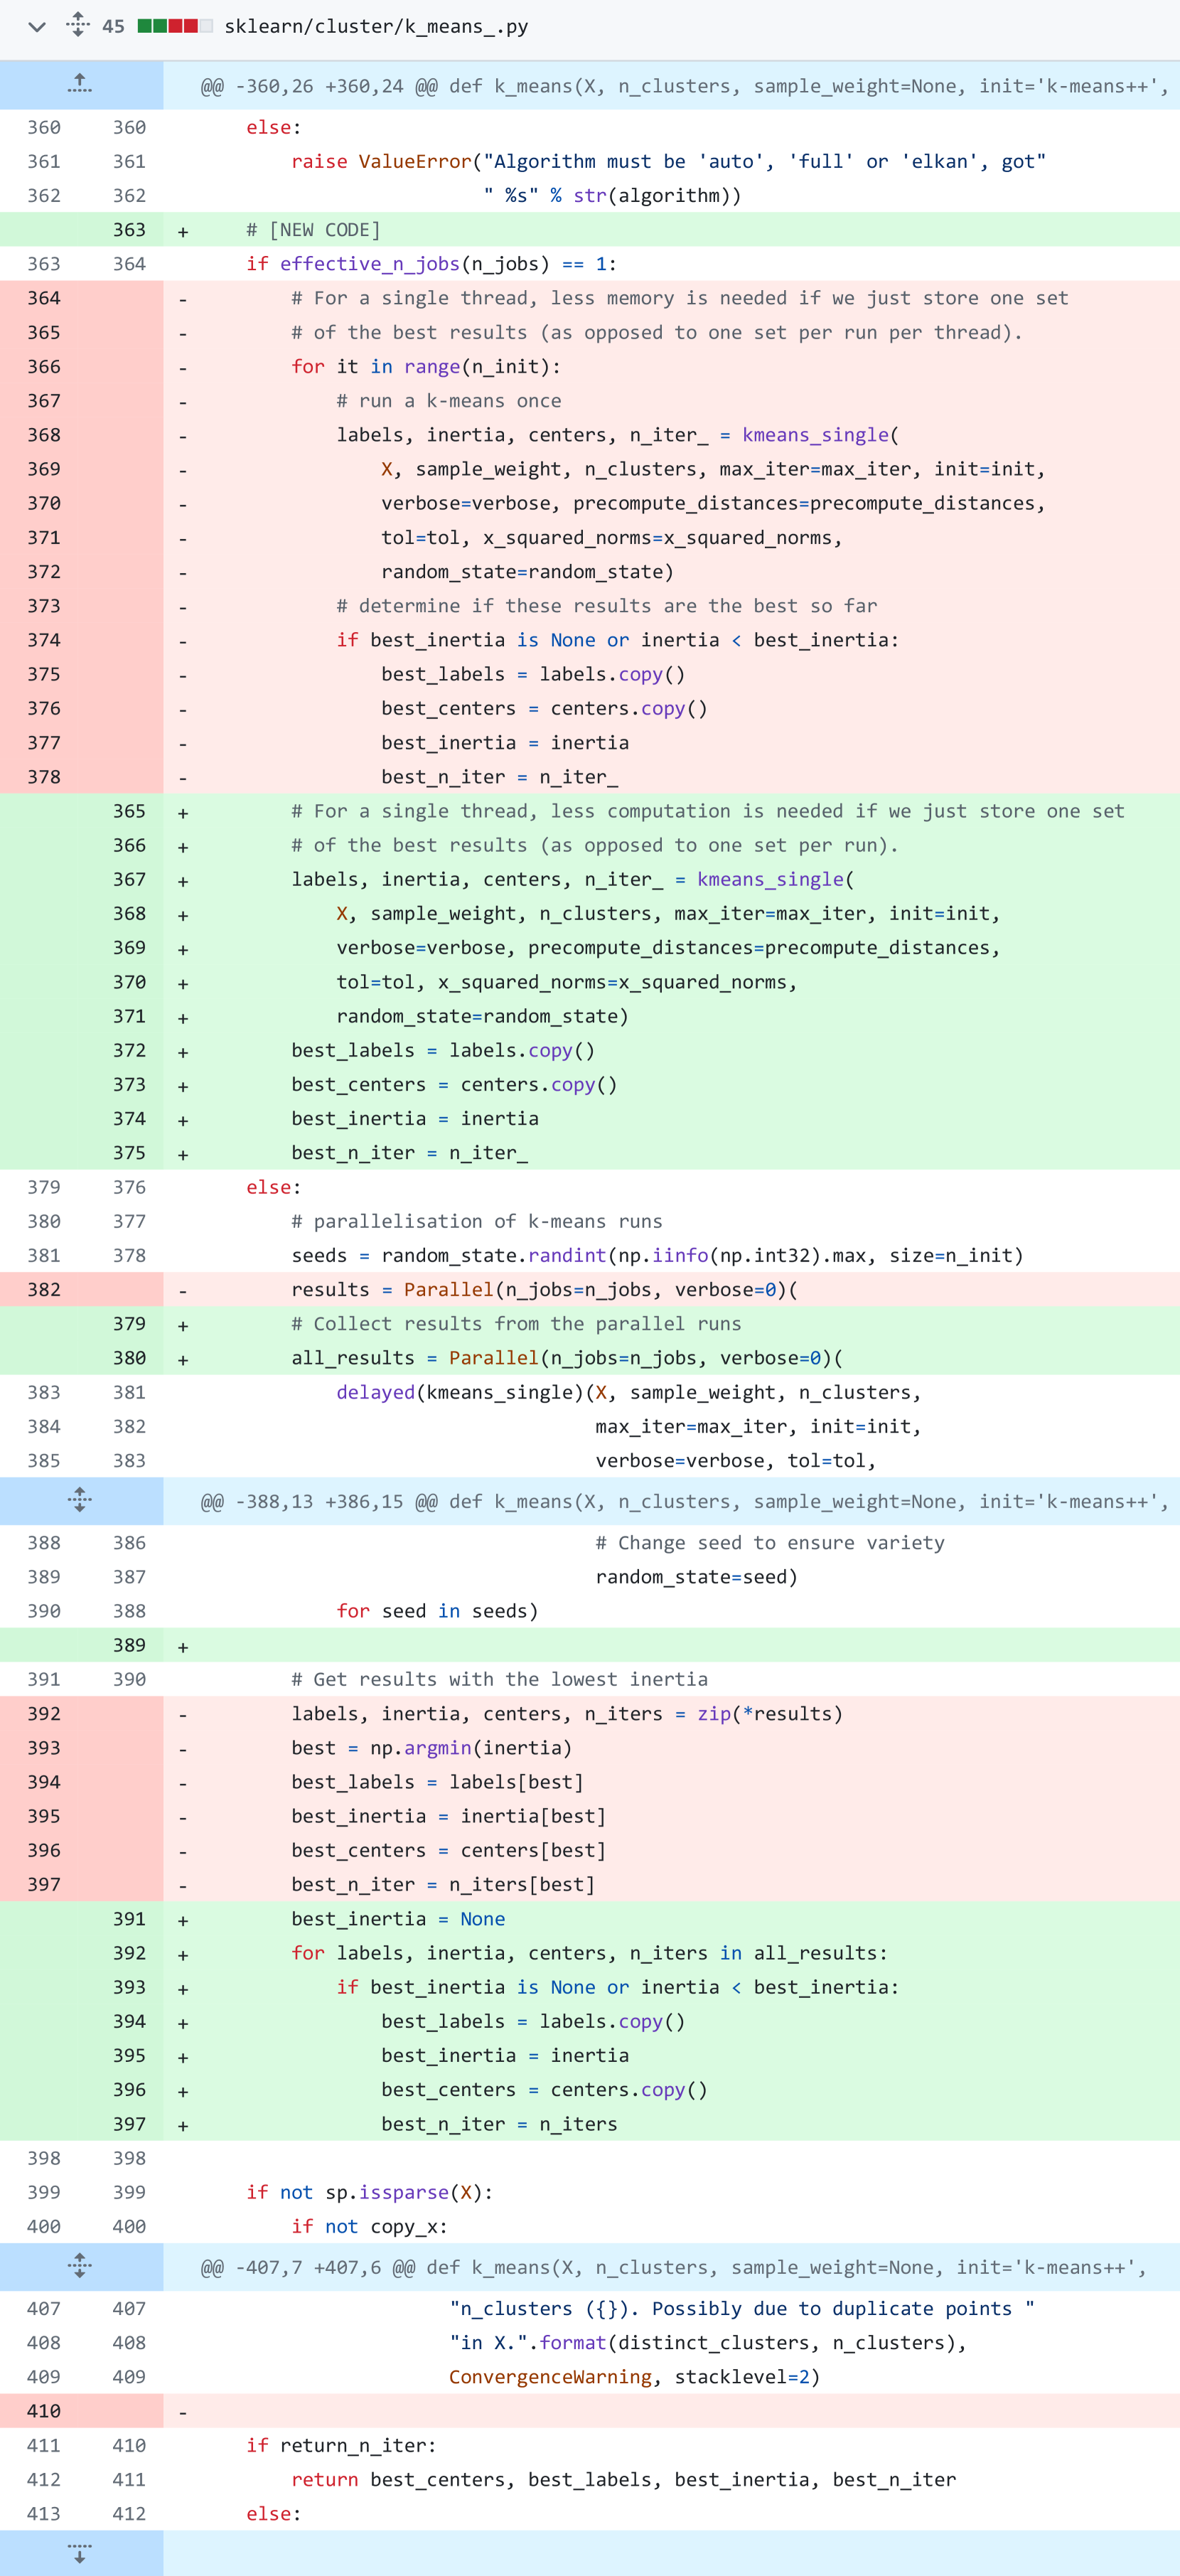 45 sklearn/cluster/k_means_.py
@@ -360,26 +360,24 @@ def k_means(X, n_clusters, sample_weight=None, init='k-means++',
360 360 else:
361 361 raise ValueError("Algorithm must be 'auto', 'full' or 'elkan', got"
362 362 " %s" % str(algorithm))
363 + # [NEW CODE]
363 364 if effective_n_jobs(n_jobs) == 1:
364 - # For a single thread, less memory is needed if we just store one set
365 - # of the best results (as opposed to one set per run per thread).
366 - for it in range(n_init):
367 - # run a k-means once
368 - labels, inertia, centers, n_iter_ = kmeans_single(
369 - X, sample_weight, n_clusters, max_iter=max_iter, init=init,
370 - verbose=verbose, precompute_distances=precompute_distances,
371 - tol=tol, x_squared_norms=x_squared_norms,
372 - random_state=random_state)
373 - # determine if these results are the best so far
374 - if best_inertia is None or inertia < best_inertia:
375 - best_labels = labels.copy()
376 - best_centers = centers.copy()
377 - best_inertia = inertia
378 - best_n_iter = n_iter_
365 + # For a single thread, less computation is needed if we just store one set
366 + # of the best results (as opposed to one set per run).
367 + labels, inertia, centers, n_iter_ = kmeans_single(
368 + X, sample_weight, n_clusters, max_iter=max_iter, init=init,
369 + verbose=verbose, precompute_distances=precompute_distances,
370 + tol=tol, x_squared_norms=x_squared_norms,
371 + random_state=random_state)
372 + best_labels = labels.copy()
373 + best_centers = centers.copy()
374 + best_inertia = inertia
375 + best_n_iter = n_iter_
379 376 else:
380 377 # parallelisation of k-means runs
381 378 seeds = random_state.randint(np.iinfo(np.int32).max, size=n_init)
382 - results = Parallel(n_jobs=n_jobs, verbose=0)(
379 + # Collect results from the parallel runs
380 + all_results = Parallel(n_jobs=n_jobs, verbose=0)(
383 381 delayed(kmeans_single)(X, sample_weight, n_clusters,
384 382 max_iter=max_iter, init=init,
385 383 verbose=verbose, tol=tol,
@@ -388,13 +386,15 @@ def k_means(X, n_clusters, sample_weight=None, init='k-means++',
388 386 # Change seed to ensure variety
389 387 random_state=seed)
390 388 for seed in seeds)
389 +
391 390 # Get results with the lowest inertia
392 - labels, inertia, centers, n_iters = zip(*results)
393 - best = np.argmin(inertia)
394 - best_labels = labels[best]
395 - best_inertia = inertia[best]
396 - best_centers = centers[best]
397 - best_n_iter = n_iters[best]
391 + best_inertia = None
392 + for labels, inertia, centers, n_iters in all_results:
393 + if best_inertia is None or inertia < best_inertia:
394 + best_labels = labels.copy()
395 + best_inertia = inertia
396 + best_centers = centers.copy()
397 + best_n_iter = n_iters
398 398
399 399 if not sp.issparse(X):
400 400 if not copy_x:
@@ -407,7 +407,6 @@ def k_means(X, n_clusters, sample_weight=None, init='k-means++',
407 407 "n_clusters ({}). Possibly due to duplicate points "
408 408 "in X.".format(distinct_clusters, n_clusters),
409 409 ConvergenceWarning, stacklevel=2)
410 -
411 410 if return_n_iter:
412 411 return best_centers, best_labels, best_inertia, best_n_iter
413 412 else: